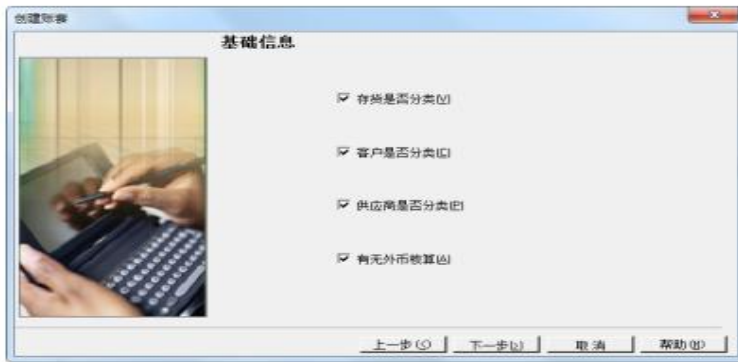 创建账套
基础信息
存货是否分类(V)
客户是否分类(C)
供应商是否分类(P)
有无外币核算(A)
上一步(<) 下一步(>) 取消 帮助(H)